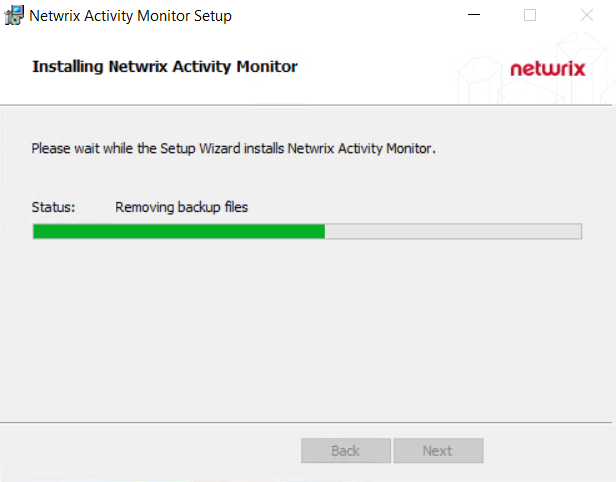 Netwrix Activity Monitor Setup
Installing Netwrix Activity Monitor
netwrix
Please wait while the Setup Wizard installs Netwrix Activity Monitor.
Status: Removing backup files
Back Next